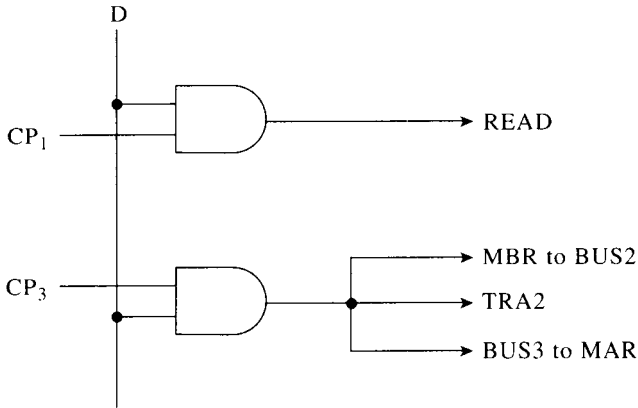 D
CP₁
READ
CP₃
MBR to BUS2
TRA2
BUS3 to MAR